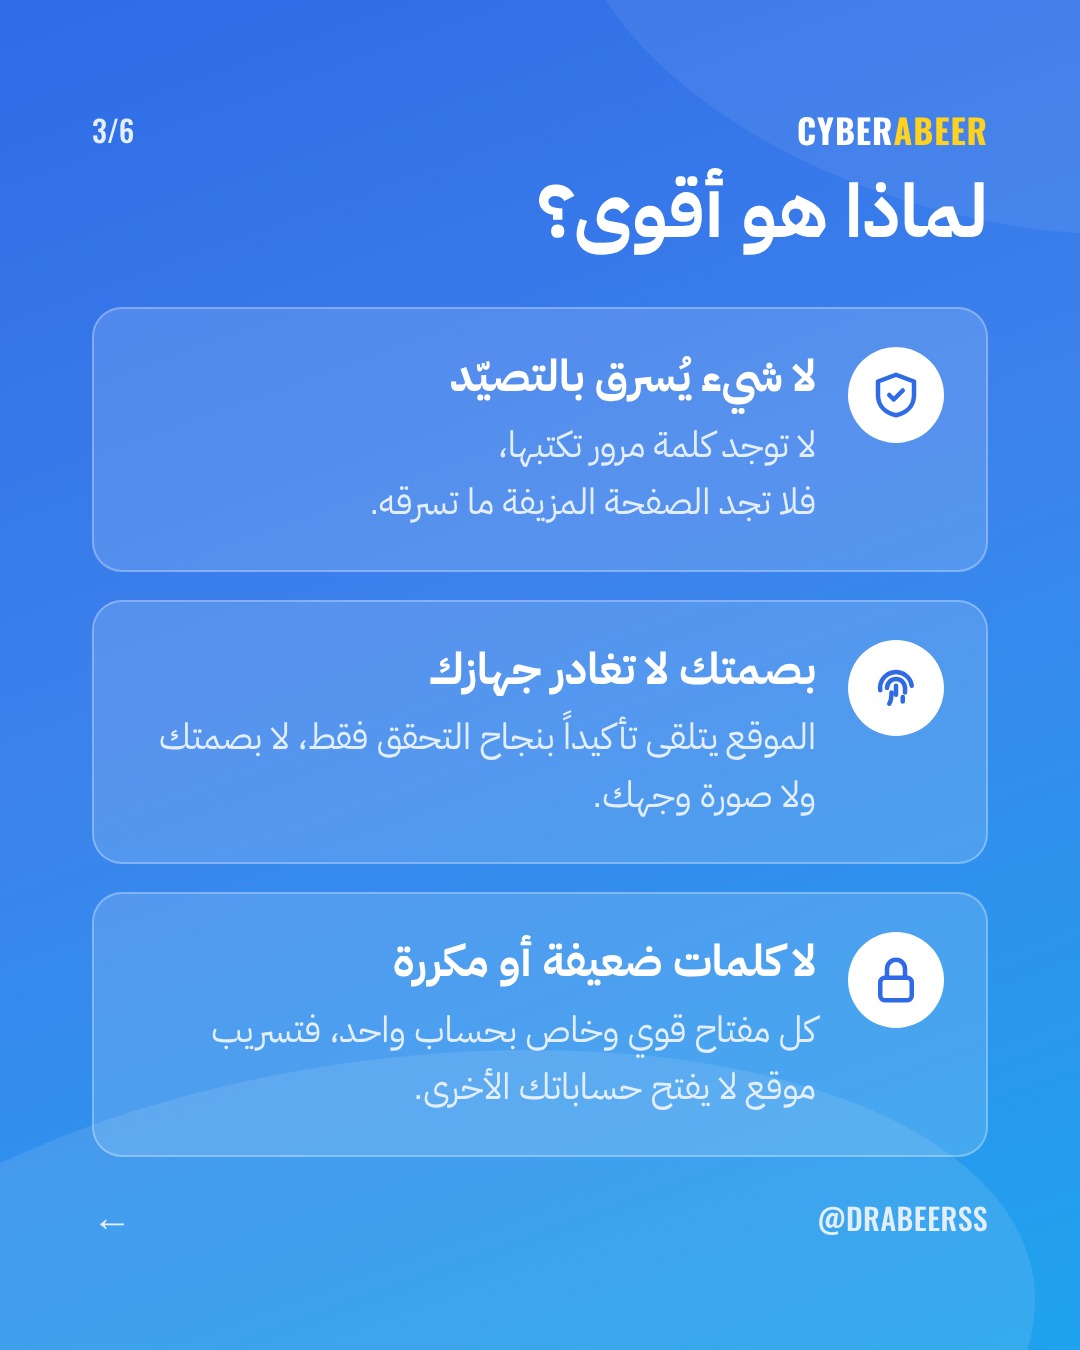 CYBERABEER
3/6
لماذا هو أقوى؟
لا شيء يُسرق بالتصيّد
لا توجد كلمة مرور تكتبها،
فلا تجد الصفحة المزيفة ما تسرقه.
بصمتك لا تغادر جهازك
الموقع يتلقى تأكيداً بنجاح التحقق فقط، لا بصمتك
ولا صورة وجهك.
لا كلمات ضعيفة أو مكررة
كل مفتاح قوي وخاص بحساب واحد، فتسريب
موقع لا يفتح حساباتك الأخرى.
@DRABEERSS
←